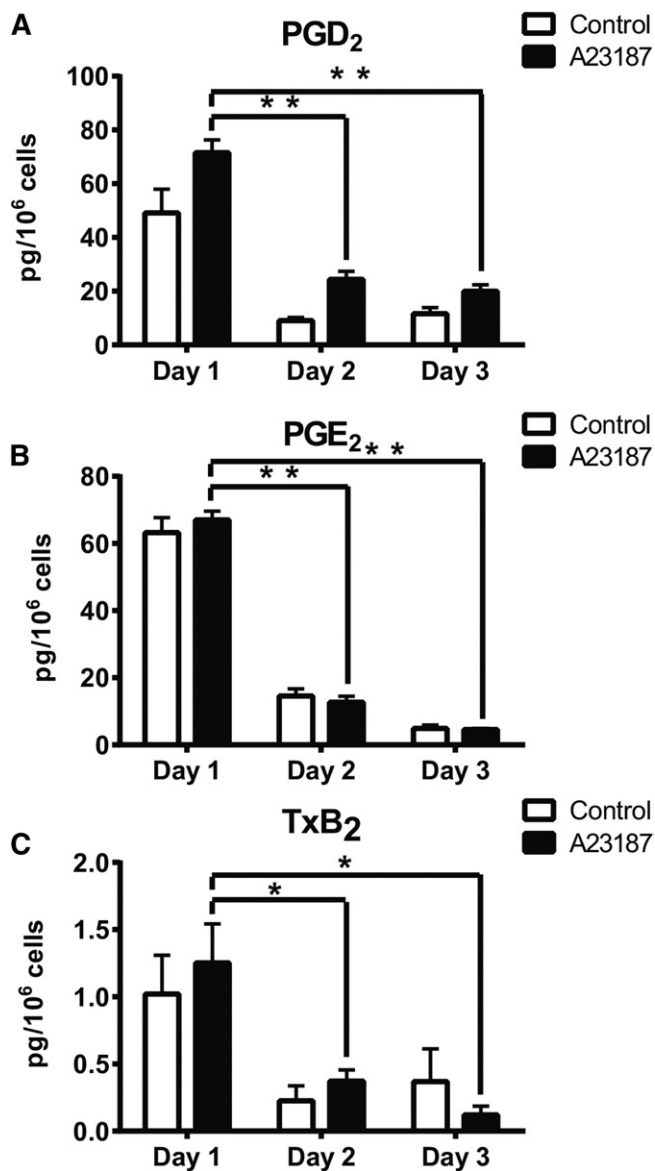 A
PGD₂
Control
A23187
pg/10⁶ cells
100
80
60
40
20
0
* *
* *
Day 1 Day 2 Day 3
B
PGE₂
Control
A23187
pg/10⁶ cells
80
60
40
20
0
* *
* *
Day 1 Day 2 Day 3
C
TxB₂
Control
A23187
pg/10⁶ cells
2.0
1.5
1.0
0.5
0.0
*
*
Day 1 Day 2 Day 3